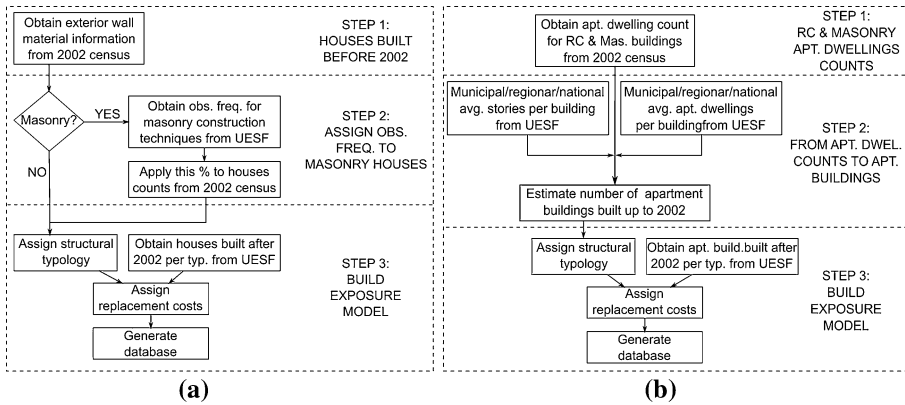 Obtain exterior wall
material information
from 2002 census
STEP 1:
HOUSES BUILT
BEFORE 2002
Masonry?
YES
NO
Obtain obs. freq. for
masonry construction
techniques from UESF
Apply this % to houses
counts from 2002 census
STEP 2:
ASSIGN OBS.
FREQ. TO
MASONRY HOUSES
Assign structural
typology
Obtain houses built after
2002 per typ. from UESF
Assign
replacement costs
Generate
database
STEP 3:
BUILD
EXPOSURE
MODEL
(a)
Obtain apt. dwelling count
for RC & Mas. buildings
from 2002 census
STEP 1:
RC & MASONRY
APT. DWELLINGS
COUNTS
Municipal/regionar/national
avg. stories per building
from UESF
Municipal/regionar/national
avg. apt. dwellings
per buildingfrom UESF
Estimate number of apartment
buildings built up to 2002
STEP 2:
FROM APT. DWEL.
COUNTS TO APT.
BUILDINGS
Assign structural
typology
Obtain apt. build.built after
2002 per typ. from UESF
Assign
replacement costs
Generate
database
STEP 3:
BUILD
EXPOSURE
MODEL
(b)